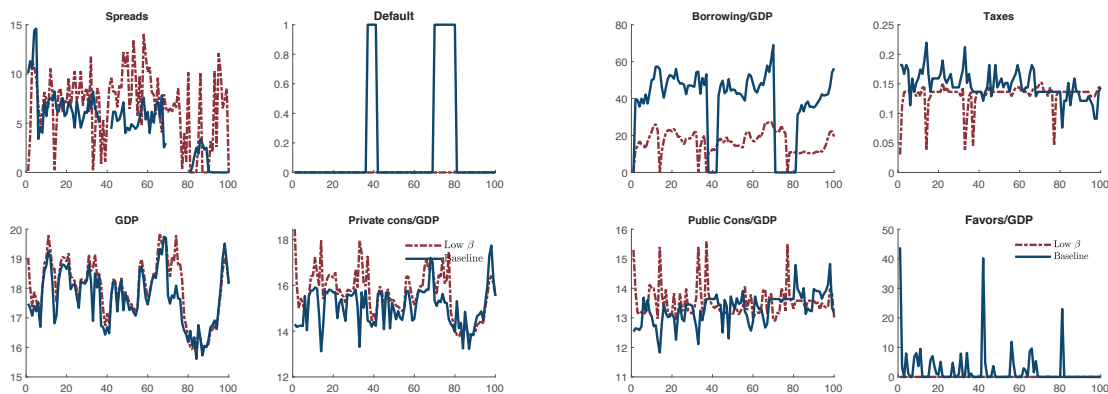 Spreads
15
10
5
0
0 20 40 60 80 100
Default
1
0.8
0.6
0.4
0.2
0
0 20 40 60 80 100
Borrowing/GDP
80
60
40
20
0
0 20 40 60 80 100
Taxes
0.25
0.2
0.15
0.1
0.05
0
0 20 40 60 80 100
GDP
20
19
18
17
16
15
0 20 40 60 80 100
Private cons/GDP
18
16
14
12
0 20 40 60 80 100
Low β
Baseline
Public Cons/GDP
16
15
14
13
12
11
0 20 40 60 80 100
Favors/GDP
50
40
30
20
10
0
0 20 40 60 80 100
Low β
Baseline